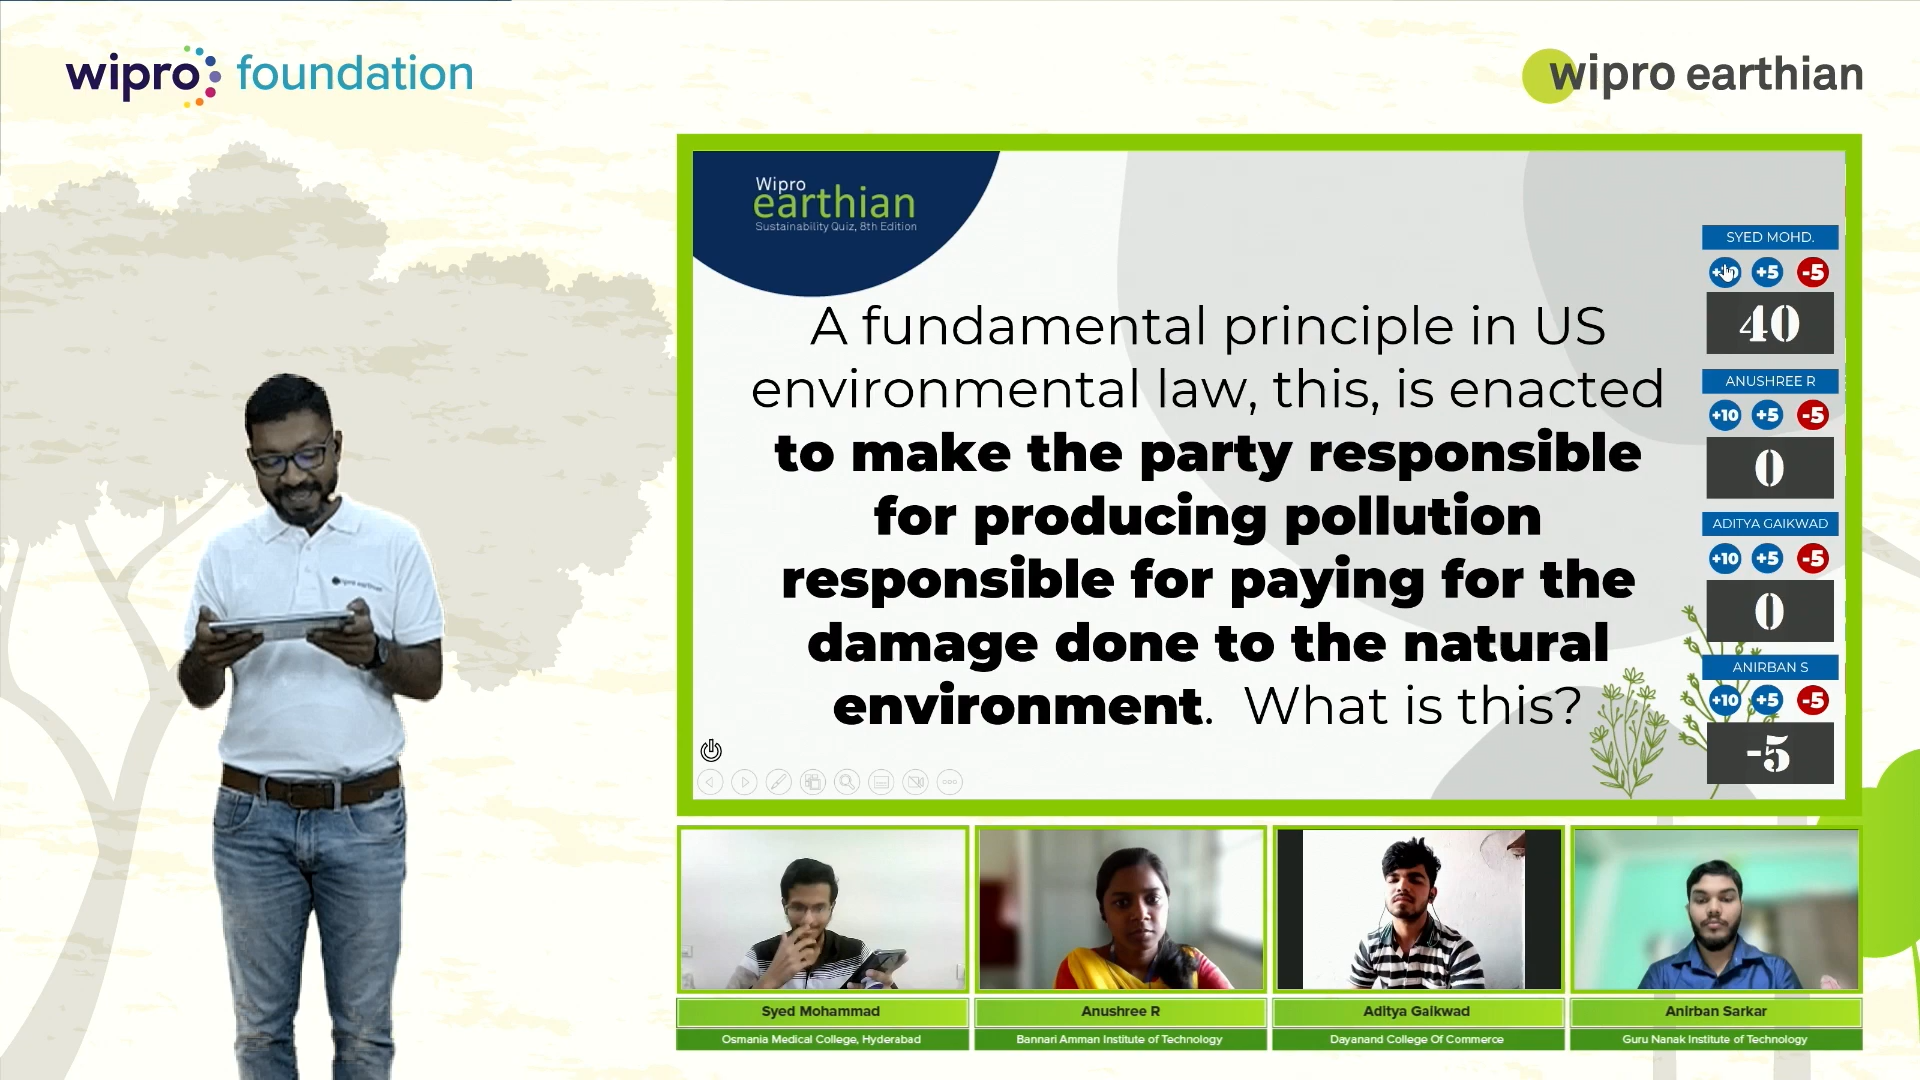 wipro foundation
wipro earthian
Wipro
earthian
Sustainability Quiz, 8th Edition
A fundamental principle in US
environmental law, this, is enacted
to make the party responsible
for producing pollution
responsible for paying for the
damage done to the natural
environment. What is this?
SYED MOHD.
+5 -5
40
ANUSHREE R
+10 +5 -5
0
ADITYA GAIKWAD
+10 +5 -5
0
ANIRBAN S
+10 +5 -5
-5
Syed Mohammad
Osmania Medical College, Hyderabad
Anushree R
Bannari Amman Institute of Technology
Aditya Gaikwad
Dayanand College Of Commerce
Anirban Sarkar
Guru Nanak Institute of Technology